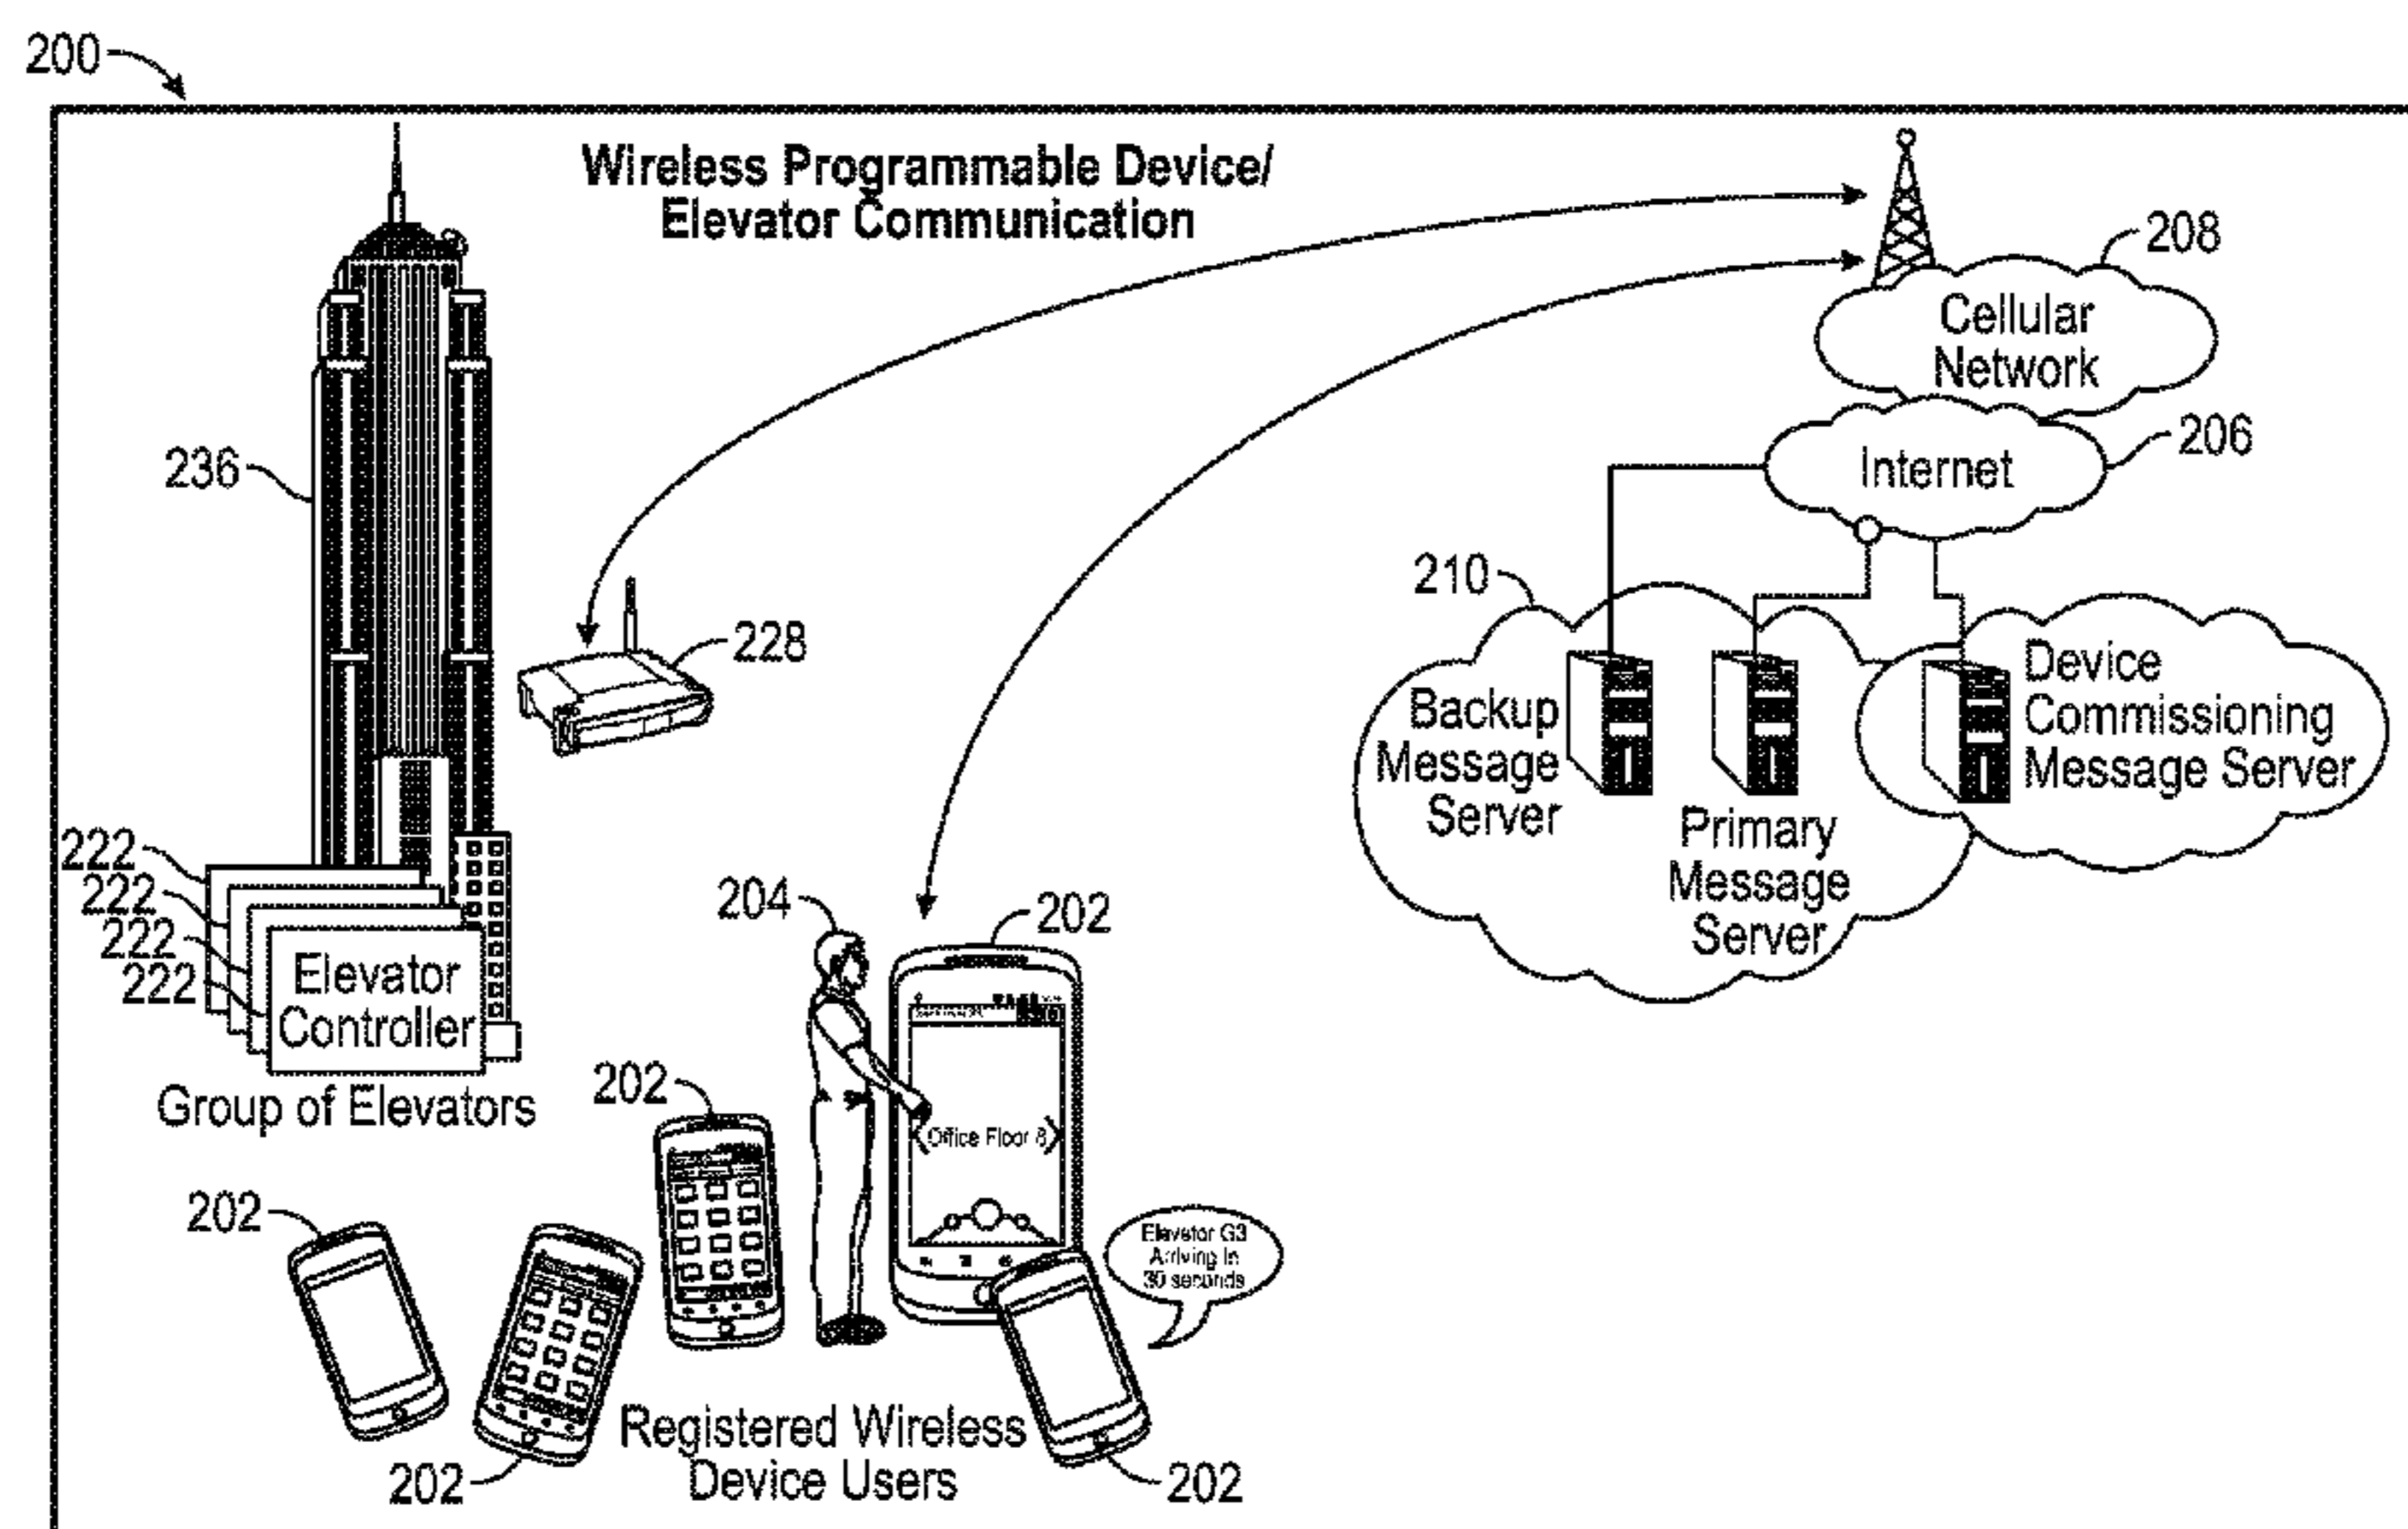 200
Wireless Programmable Device/
Elevator Communication
208
Cellular
Network
206
Internet
236
210
228
Backup
Message
Server
Primary
Message
Server
Device
Commissioning
Message Server
222
222
222
222
Elevator
Controller
Group of Elevators
204
202
Office Floor 8
202
Elevator G3
Arriving In
30 seconds
202
202
Registered Wireless
Device Users
202